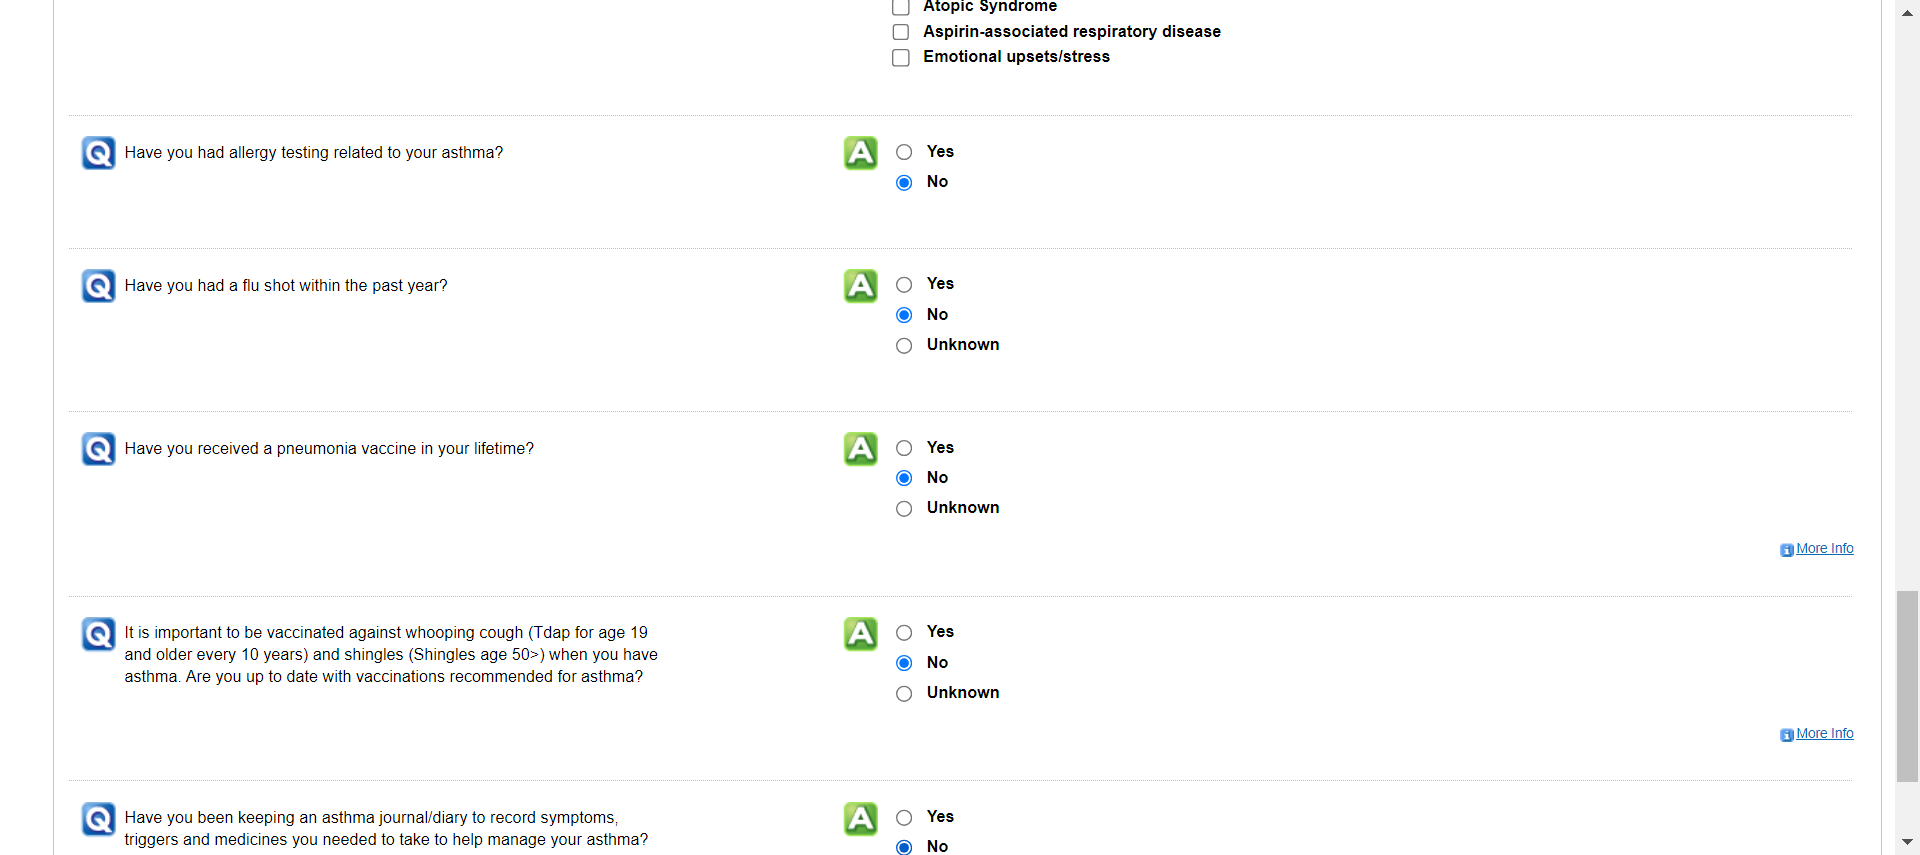 Atopic Syndrome
Aspirin-associated respiratory disease
Emotional upsets/stress
Q Have you had allergy testing related to your asthma?
A Yes
No
Q Have you had a flu shot within the past year?
A Yes
No
Unknown
Q Have you received a pneumonia vaccine in your lifetime?
A Yes
No
Unknown
More Info
Q It is important to be vaccinated against whooping cough (Tdap for age 19
and older every 10 years) and shingles (Shingles age 50>) when you have
asthma. Are you up to date with vaccinations recommended for asthma?
A Yes
No
Unknown
More Info
Q Have you been keeping an asthma journal/diary to record symptoms,
triggers and medicines you needed to take to help manage your asthma?
A Yes
No